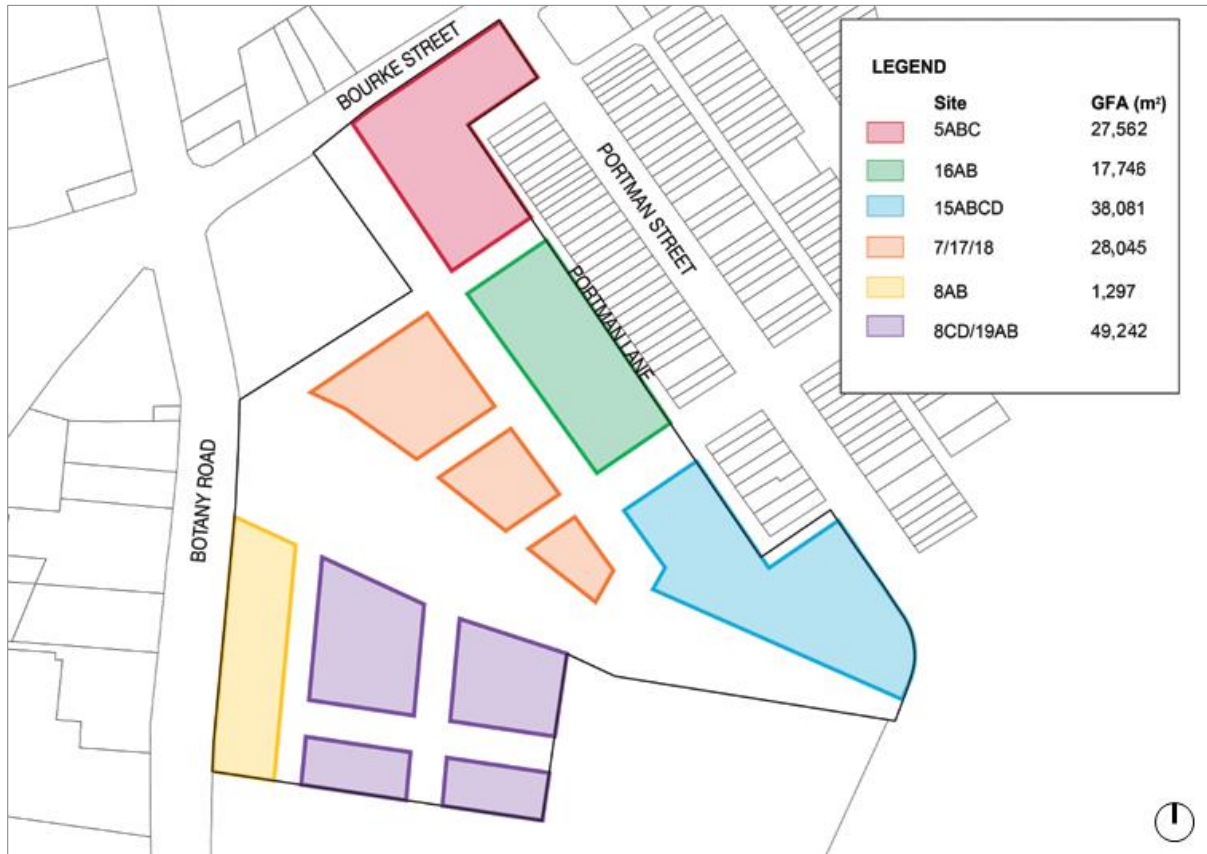 BOURKE STREET
PORTMAN STREET
PORTMAN LANE
BOTANY ROAD
LEGEND
Site GFA (m²)
5ABC 27,562
16AB 17,746
15ABCD 38,081
7/17/18 28,045
8AB 1,297
8CD/19AB 49,242